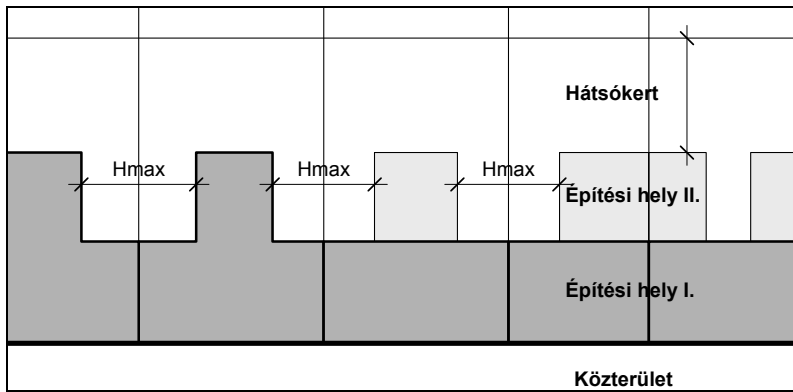 Hátsókert
Hmax
Hmax
Hmax
Építési hely II.
Építési hely I.
Közterület